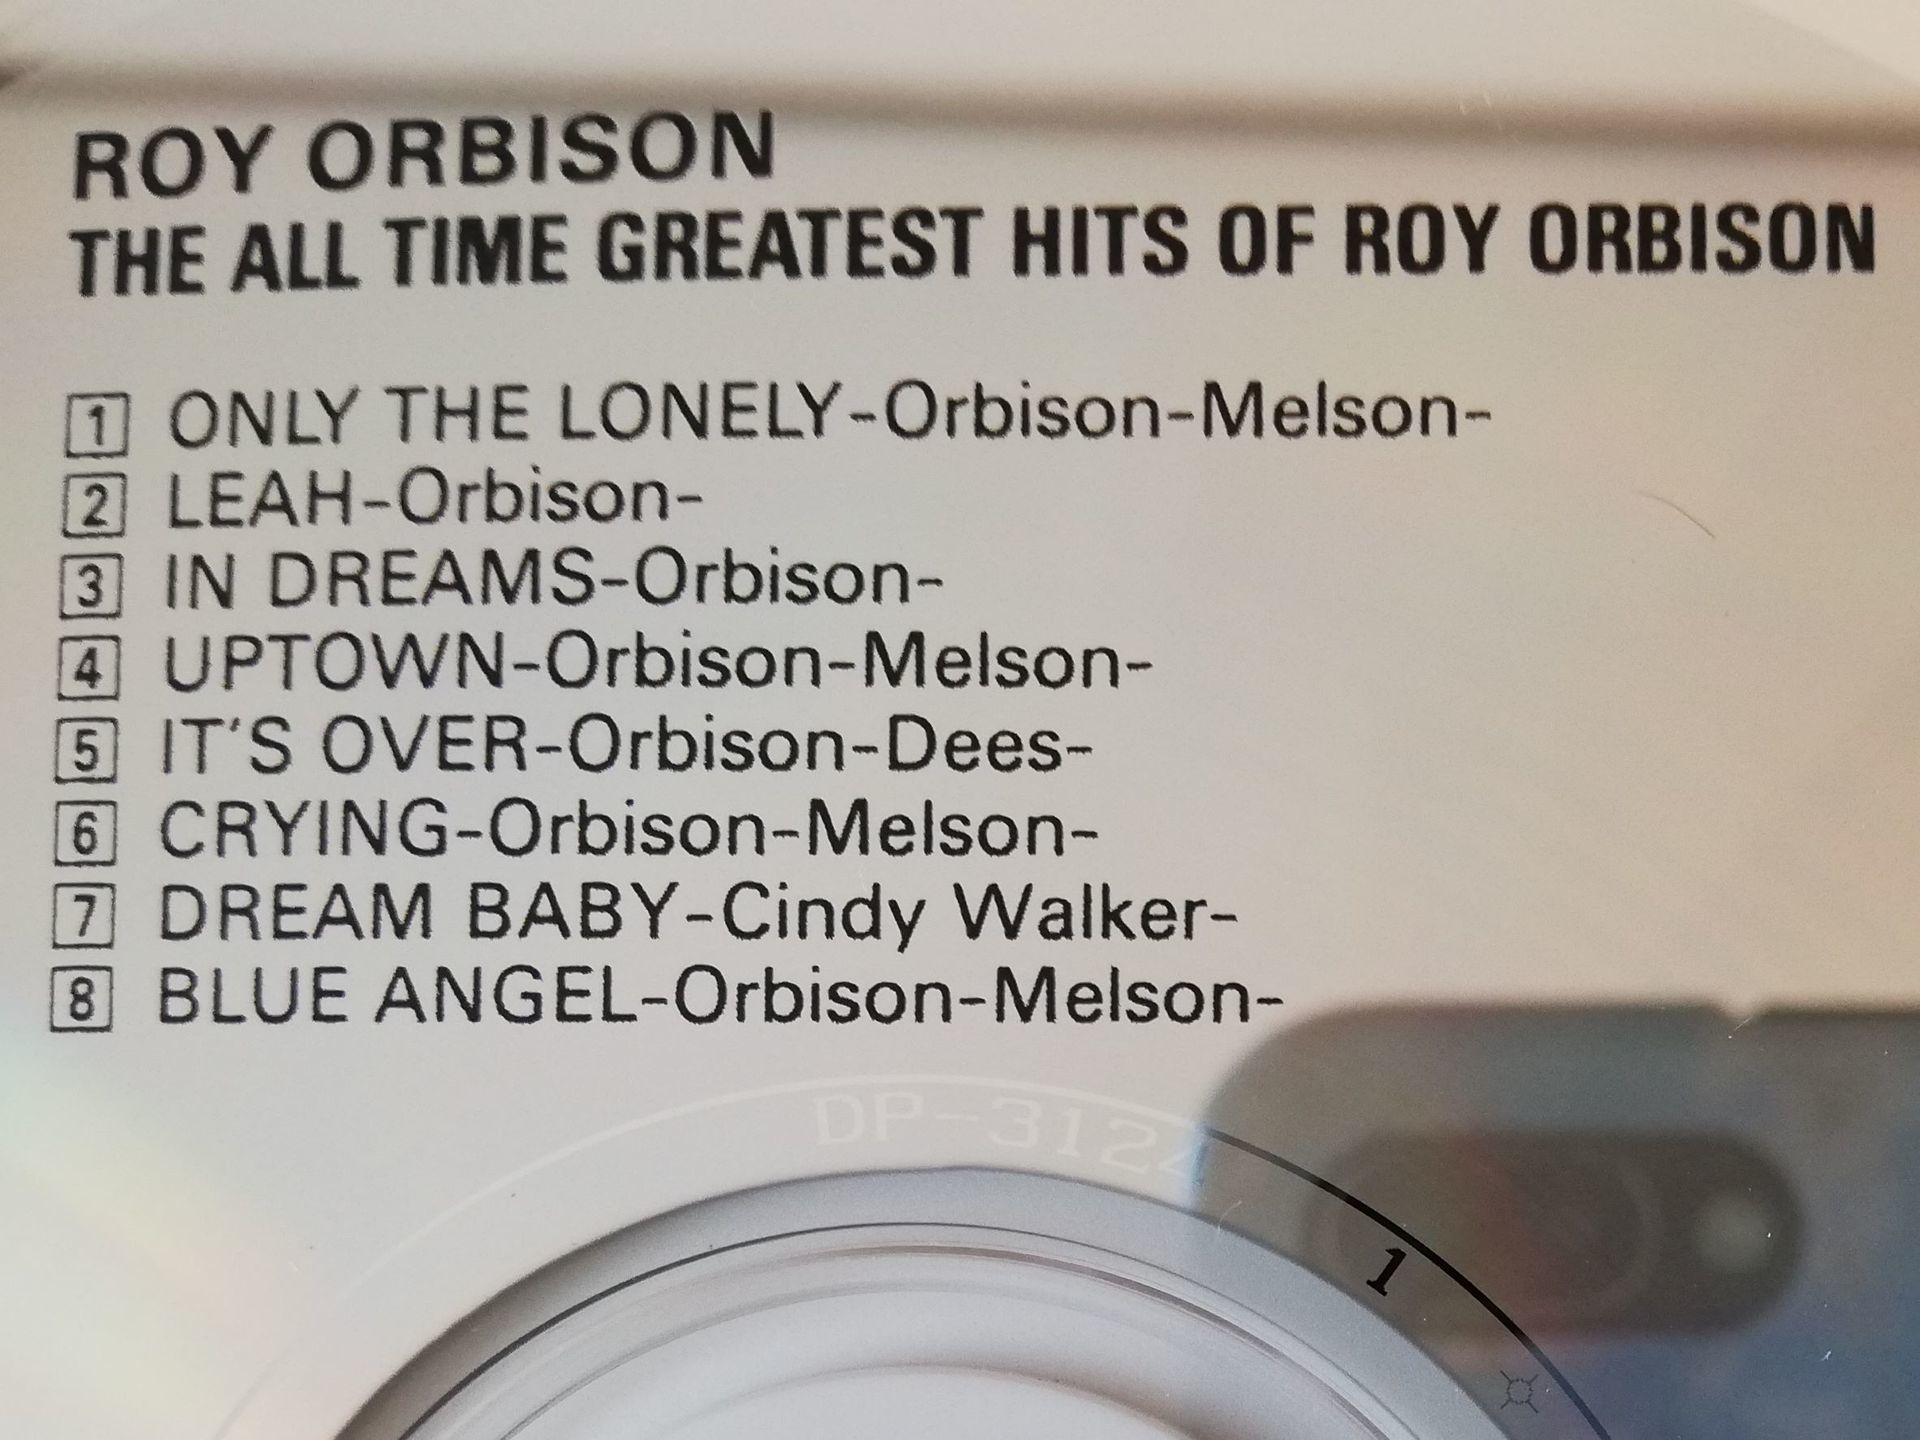 ROY ORBISON
THE ALL TIME GREATEST HITS OF ROY ORBISON
1 ONLY THE LONELY-Orbison-Melson-
2 LEAH-Orbison-
3 IN DREAMS-Orbison-
4 UPTOWN-Orbison-Melson-
5 IT'S OVER-Orbison-Dees-
6 CRYING-Orbison-Melson-
7 DREAM BABY-Cindy Walker-
8 BLUE ANGEL-Orbison-Melson-
1